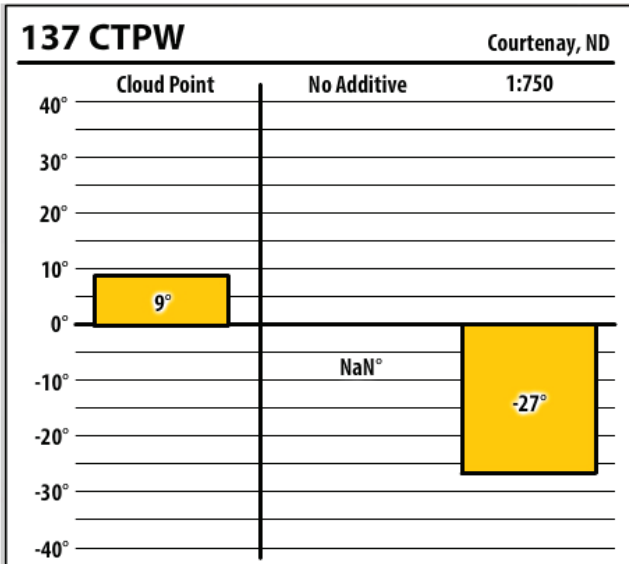 137 CTPW
Courtenay, ND
Cloud Point
No Additive
1:750
40°
30°
20°
10°
9°
0°
NaN°
-10°
-27°
-20°
-30°
-40°